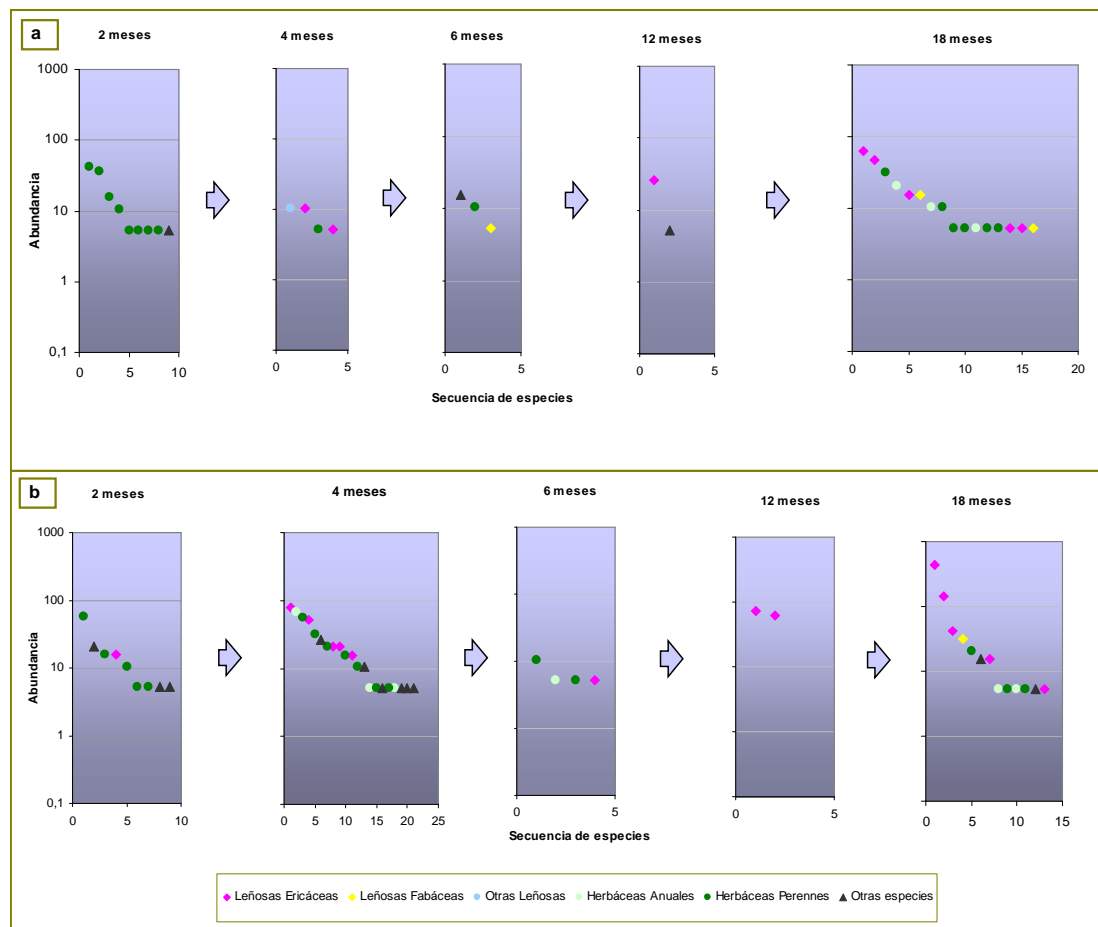 a
2 meses
4 meses
6 meses
12 meses
18 meses
Abundancia
1000
100
10
1
0,1
0 5 10
0 5
0 5
0 5
0 5 10 15 20
Secuencia de especies
b
2 meses
4 meses
6 meses
12 meses
18 meses
Abundancia
1000
100
10
1
0,1
0 5 10
0 5 10 15 20 25
0 5
0 5
0 5 10 15
Secuencia de especies
Leñosas Ericáceas Leñosas Fabáceas Otras Leñosas Herbáceas Anuales Herbáceas Perennes Otras especies